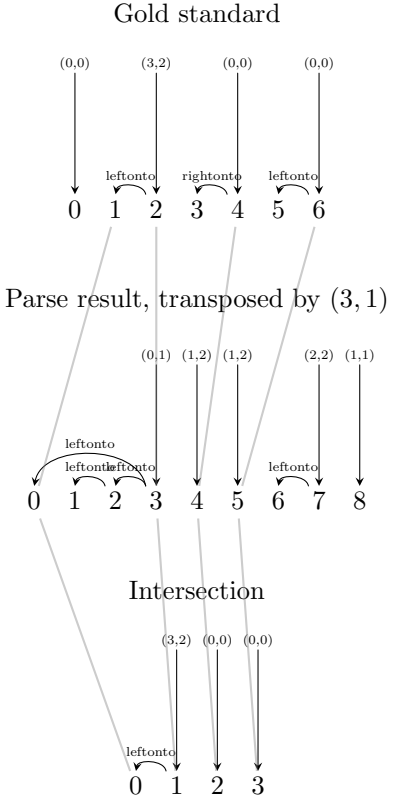 Gold standard
(0,0) (3,2) (0,0) (0,0)
leftonto rightonto leftonto
0 1 2 3 4 5 6
Parse result, transposed by (3, 1)
(0,1) (1,2) (1,2) (2,2) (1,1)
leftonto
leftonto leftonto leftonto
0 1 2 3 4 5 6 7 8
Intersection
(3,2) (0,0) (0,0)
leftonto
0 1 2 3